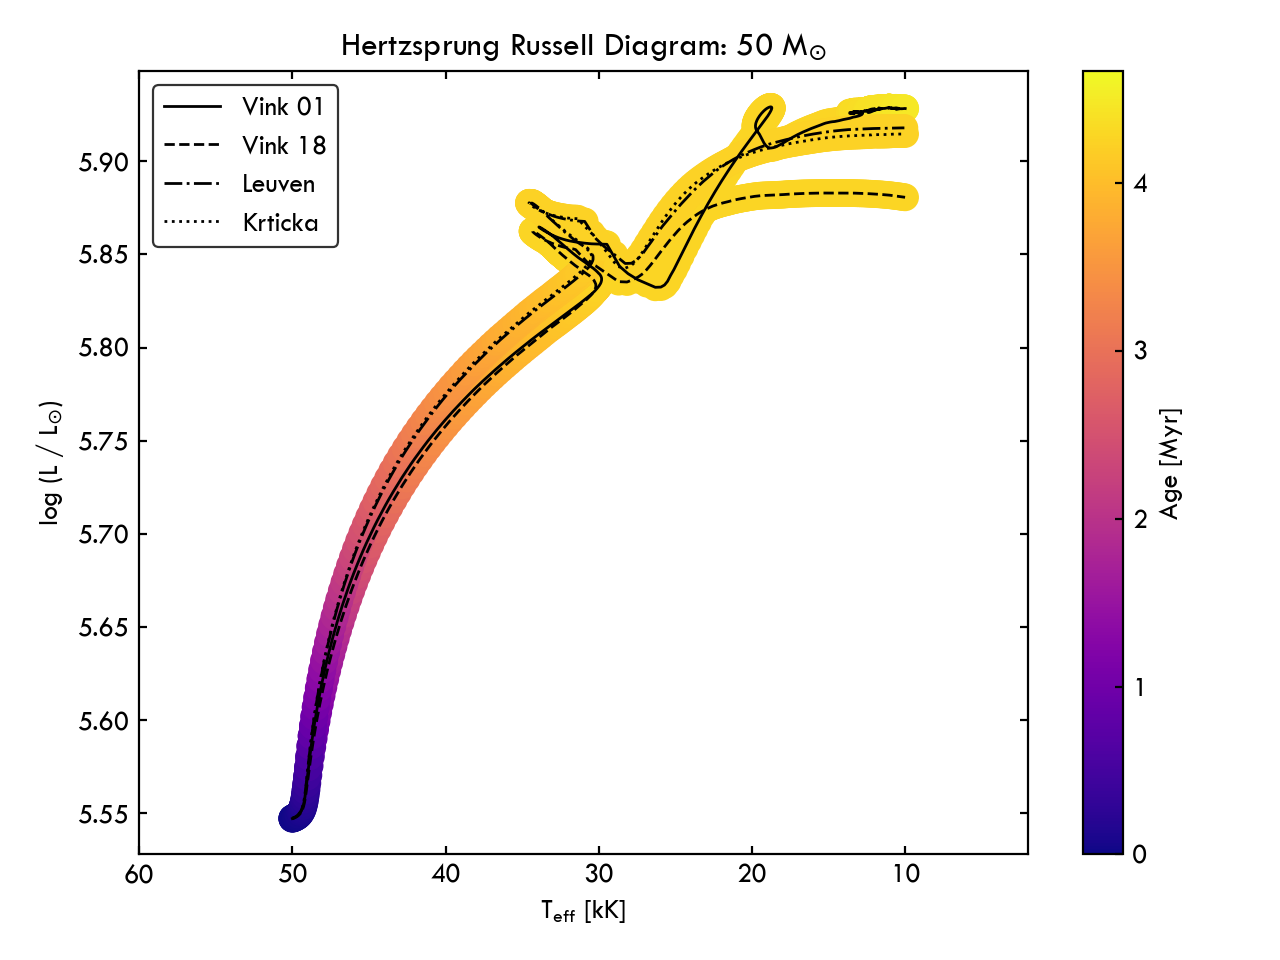 Hertzsprung Russell Diagram: 50 M☉
Vink 01
Vink 18
Leuven
Krticka
5.90
5.85
5.80
5.75
5.70
5.65
5.60
5.55
log (L / L☉)
60 50 40 30 20 10
T_eff [kK]
4
3
2
1
0
Age [Myr]